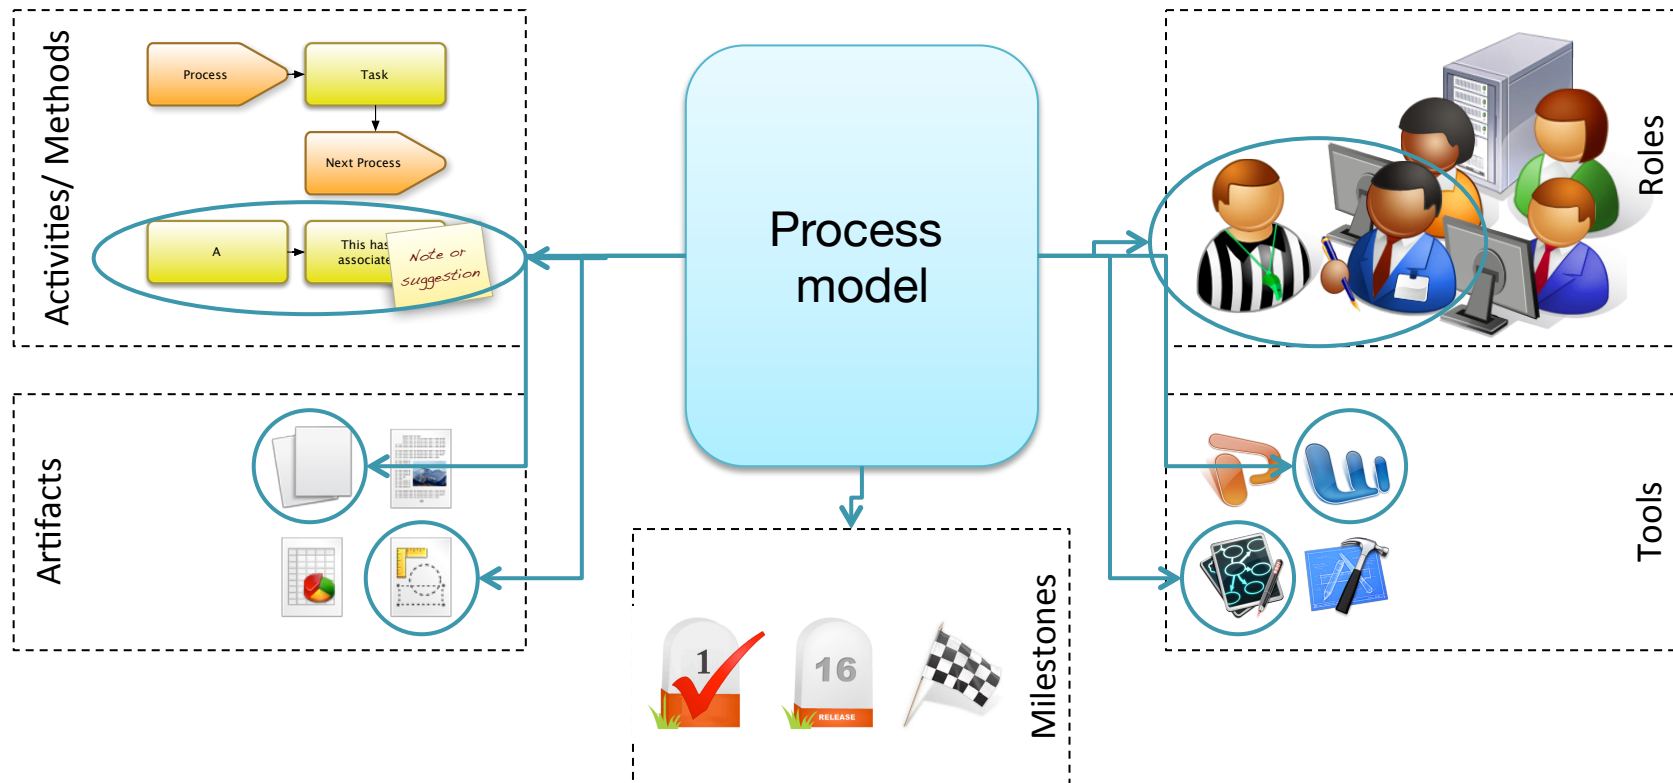 Activities/ Methods
Process
Task
Next Process
A
This has
associate
Note or
suggestion
Process
model
Roles
Artifacts
Tools
1
16
RELEASE
Milestones